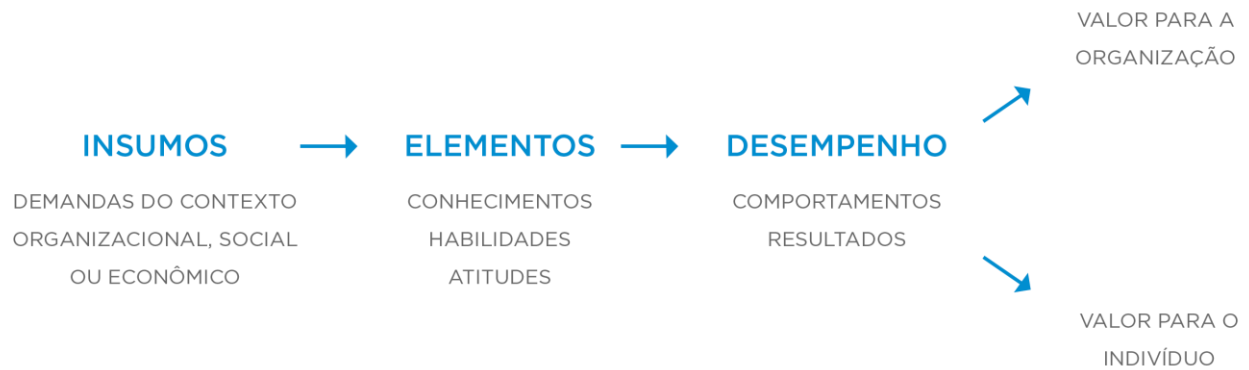 VALOR PARA A
ORGANIZAÇÃO
INSUMOS
DEMANDAS DO CONTEXTO
ORGANIZACIONAL, SOCIAL
OU ECONÔMICO
ELEMENTOS
CONHECIMENTOS
HABILIDADES
ATITUDES
DESEMPENHO
COMPORTAMENTOS
RESULTADOS
VALOR PARA O
INDIVÍDUO